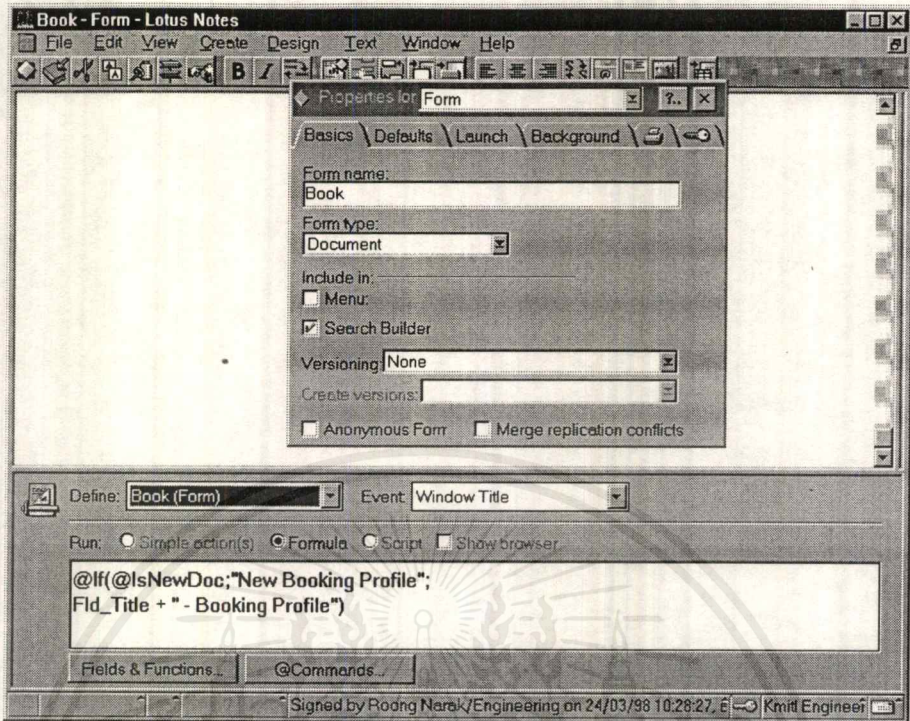 Book - Form - Lotus Notes
File Edit View Create Design Text Window Help
B I
Properties for Form ?..
Basics Defaults Launch Background
Form name:
Book
Form type:
Document
Include in:
Menu:
Search Builder
Versioning: None
Create versions:
Anonymous Form Merge replication conflicts
Define: Book (Form) Event: Window Title
Run: Simple action(s) Formula Script Show browser
@If(@IsNewDoc;"New Booking Profile";
Fld_Title + " - Booking Profile")
Fields & Functions... @Commands...
Signed by Roong Narak/Engineering on 24/03/98 10:28:27, Kmitl Engineer